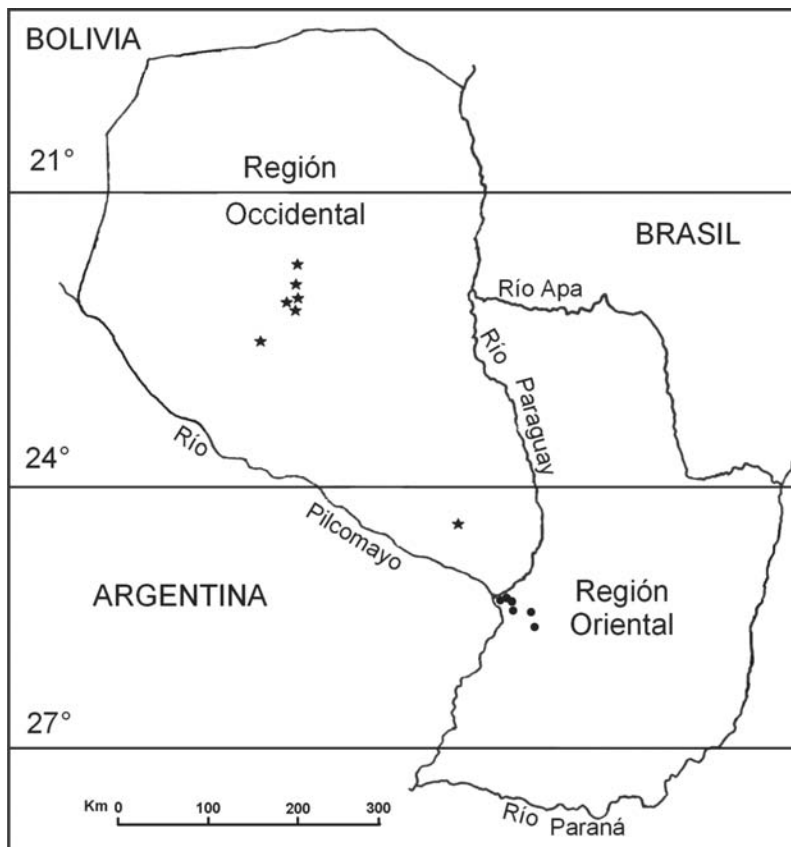 BOLIVIA
21°
Región
Occidental
BRASIL
Río Apa
Río
Paraguay
Río
24°
Pilcomayo
ARGENTINA
Región
Oriental
27°
Km 0 100 200 300
Río
Paraná